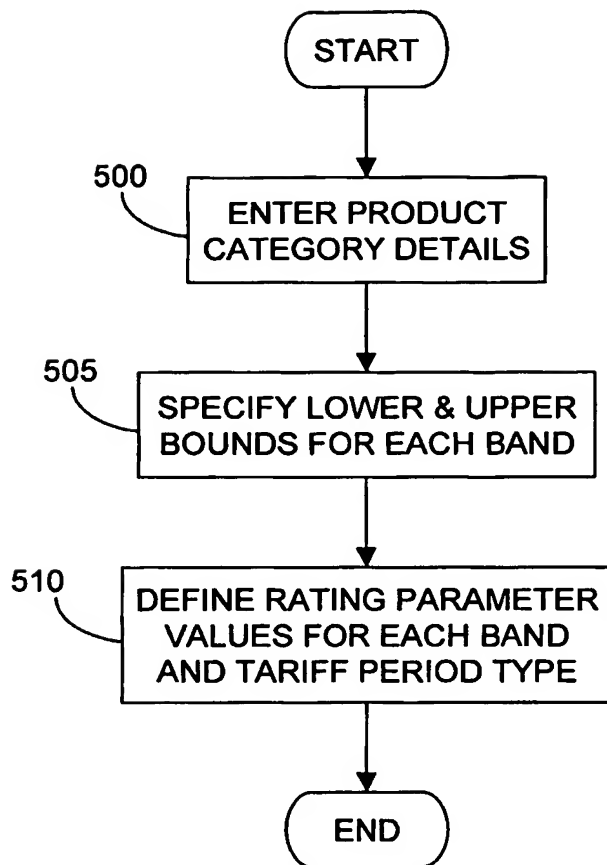 START
500
ENTER PRODUCT
CATEGORY DETAILS
505
SPECIFY LOWER & UPPER
BOUNDS FOR EACH BAND
510
DEFINE RATING PARAMETER
VALUES FOR EACH BAND
AND TARIFF PERIOD TYPE
END